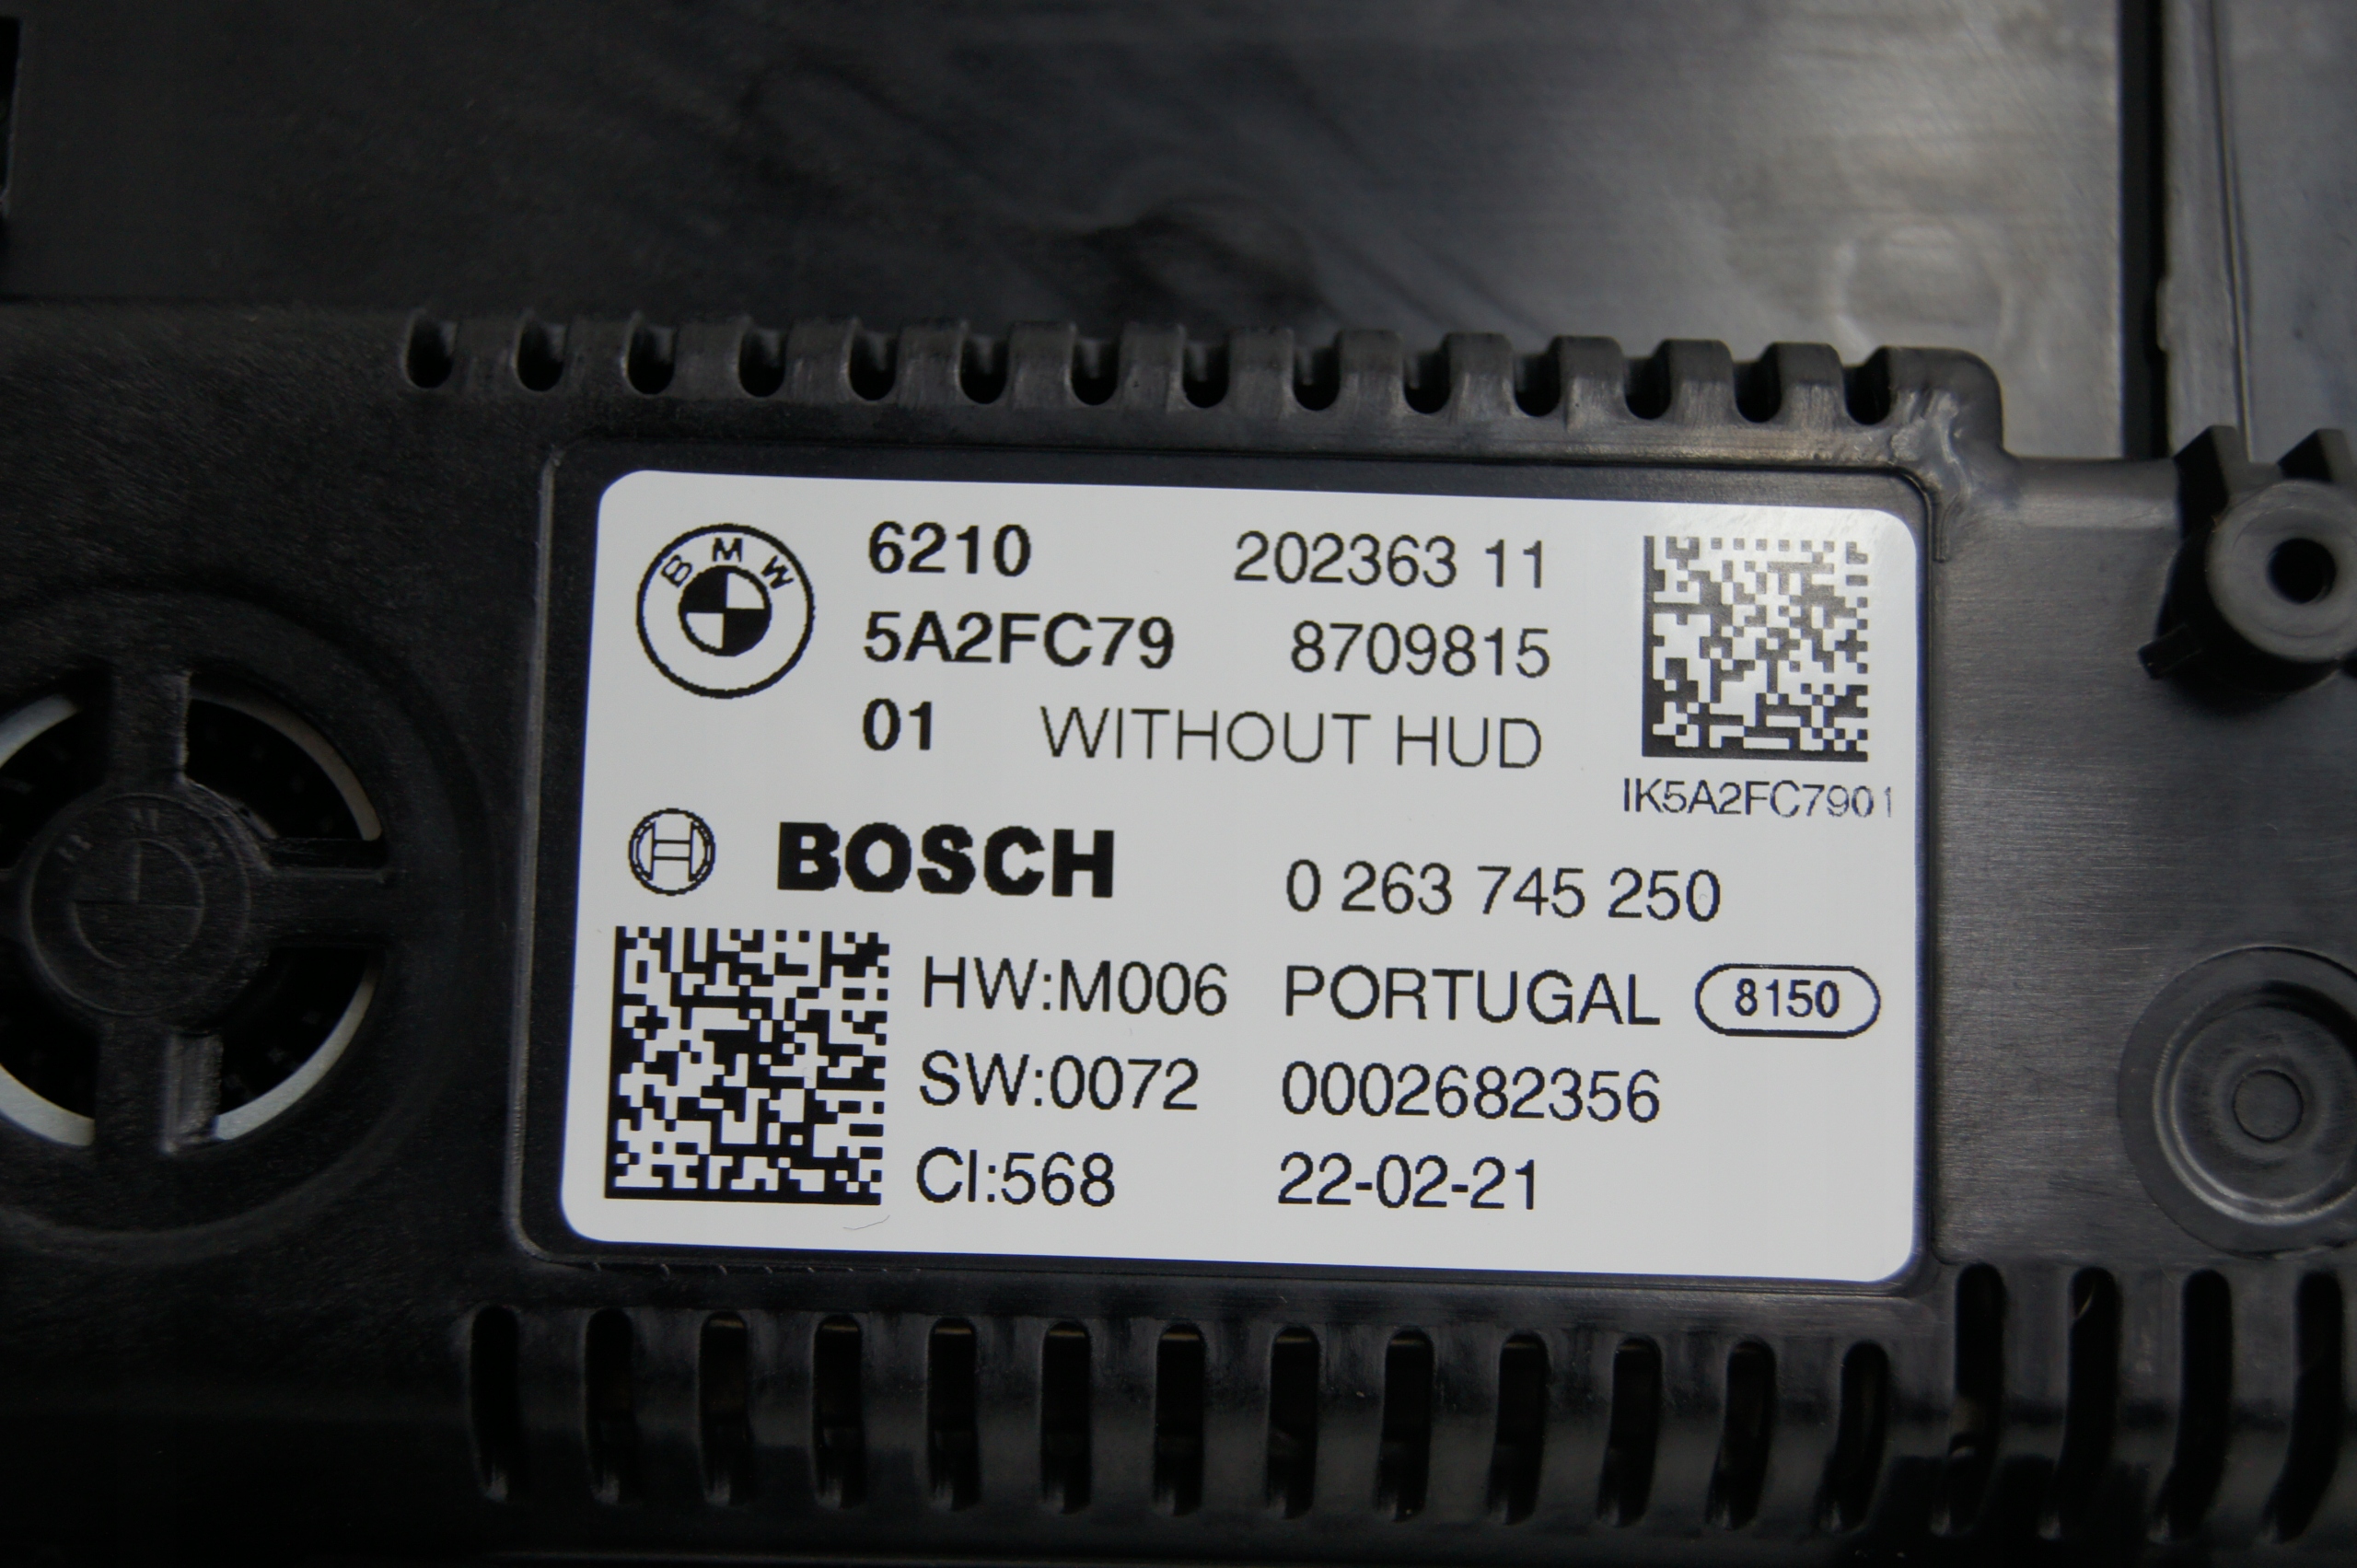 BMW 6210 202363 11
5A2FC79 8709815
01 WITHOUT HUD
IK5A2FC7901
BOSCH 0 263 745 250
HW:M006 PORTUGAL 8150
SW:0072 0002682356
CI:568 22-02-21